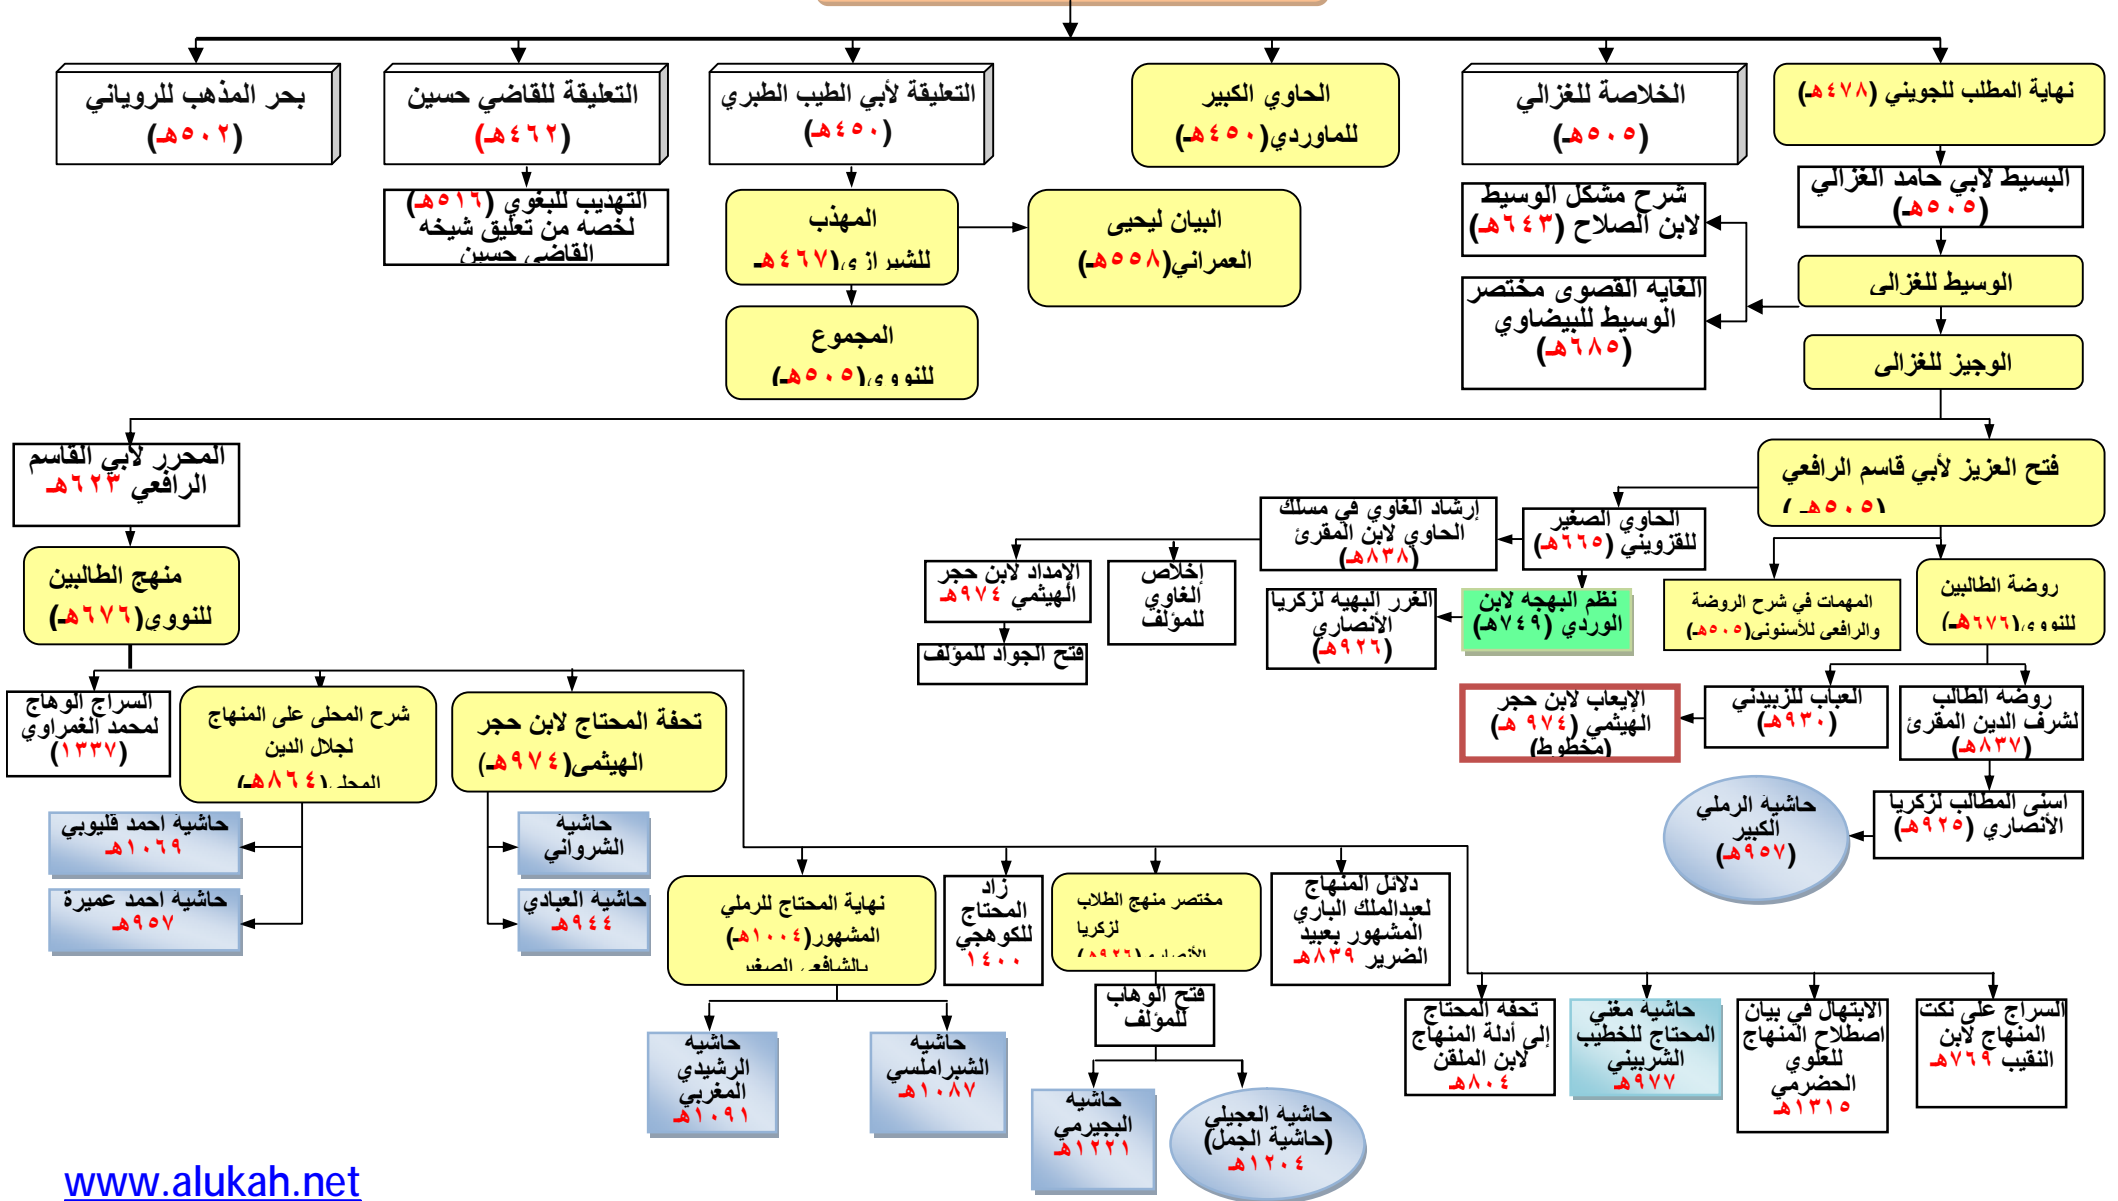 نهاية المطلب للجويني (٤٧٨هـ)
الخلاصة للغزالي
(٥٠٥هـ)
الحاوي الكبير
للماوردي(٤٥٠هـ)
التعليقة لأبي الطيب الطبري
(٤٥٠هـ)
التعليقة للقاضي حسين
(٤٦٢هـ)
بحر المذهب للروياني
(٥٠٢هـ)
البسيط لأبي حامد الغزالي
(٥٠٥هـ)
شرح مشكل الوسيط
لابن الصلاح (٦٤٣هـ)
البيان ليحيى
العمراني(٥٥٨هـ)
المهذب
للشيرازي(٤٦٧هـ
التهذيب للبغوي (٥١٦هـ)
لخصه من تعليق شيخه
القاضي حسين
الوسيط للغزالي
الغاية القصوى مختصر
الوسيط للبيضاوي
(٦٨٥هـ)
المجموع
للنووي(٥٠٥هـ)
الوجيز للغزالي
فتح العزيز لأبي قاسم الرافعي
(٥٠٥هـ)
المحرر لأبي القاسم
الرافعي ٦٢٣هـ
الحاوي الصغير
للقزويني (٦٦٥هـ)
إرشاد الغاوي في مسلك
الحاوي لابن المقرئ
(٨٣٨هـ)
إخلاص
الغاوي
للمؤلف
الإمداد لابن حجر
الهيثمي ٩٧٤هـ
منهج الطالبين
للنووي(٦٧٦هـ)
روضة الطالبين
للنووي(٦٧٦هـ)
المهمات في شرح الروضة
والرافعي للأسنوني(٥٠٥هـ)
نظم البهجة لابن
الوردي (٧٤٩هـ)
الغرر البهية لزكريا
الأنصاري
(٩٢٦هـ)
فتح الجواد للمؤلف
روضة الطالب
لشرف الدين المقرئ
(٨٣٧هـ)
العباب للزبيدني
(٩٣٠هـ)
الإيعاب لابن حجر
الهيثمي (٩٧٤ هـ)
(مخطوط)
تحفة المحتاج لابن حجر
الهيثمي(٩٧٤هـ)
شرح المحلى على المنهاج
لجلال الدين
المحلى(٨٦٤هـ)
السراج الوهاج
لمحمد الغمراوي
(١٣٣٧)
اسنى المطالب لزكريا
الأنصاري (٩٢٥هـ)
حاشية الرملي
الكبير
(٩٥٧هـ)
حاشية
الشرواني
حاشية احمد قليوبي
١٠٦٩هـ
حاشية العبادي
٩٤٤هـ
حاشية احمد عميرة
٩٥٧هـ
دلائل المنهاج
لعبدالملك الباري
المشهور بعبيد
الضرير ٨٣٩هـ
مختصر منهج الطلاب
لزكريا
الأنصاري(٩٢٦هـ)
زاد
المحتاج
للكوهجي
١٤٠٠
نهاية المحتاج للرملي
المشهور(١٠٠٤هـ)
بالشافعي الصغير
السراج على نكت
المنهاج لابن
النقيب ٧٦٩هـ
الابتهال في بيان
اصطلاح المنهاج
للعلوي
الحضرمي
١٣١٥هـ
حاشية مغني
المحتاج للخطيب
الشربيني
٩٧٧هـ
تحفة المحتاج
إلى أدلة المنهاج
لابن الملقن
٨٠٤هـ
فتح الوهاب
للمؤلف
حاشية
الشبراملسي
١٠٨٧هـ
حاشية
الرشيدي
المغربي
١٠٩١هـ
حاشية العجيلي
(حاشية الجمل)
١٢٠٤هـ
حاشية
البجيرمي
١٢٢١هـ
www.alukah.net